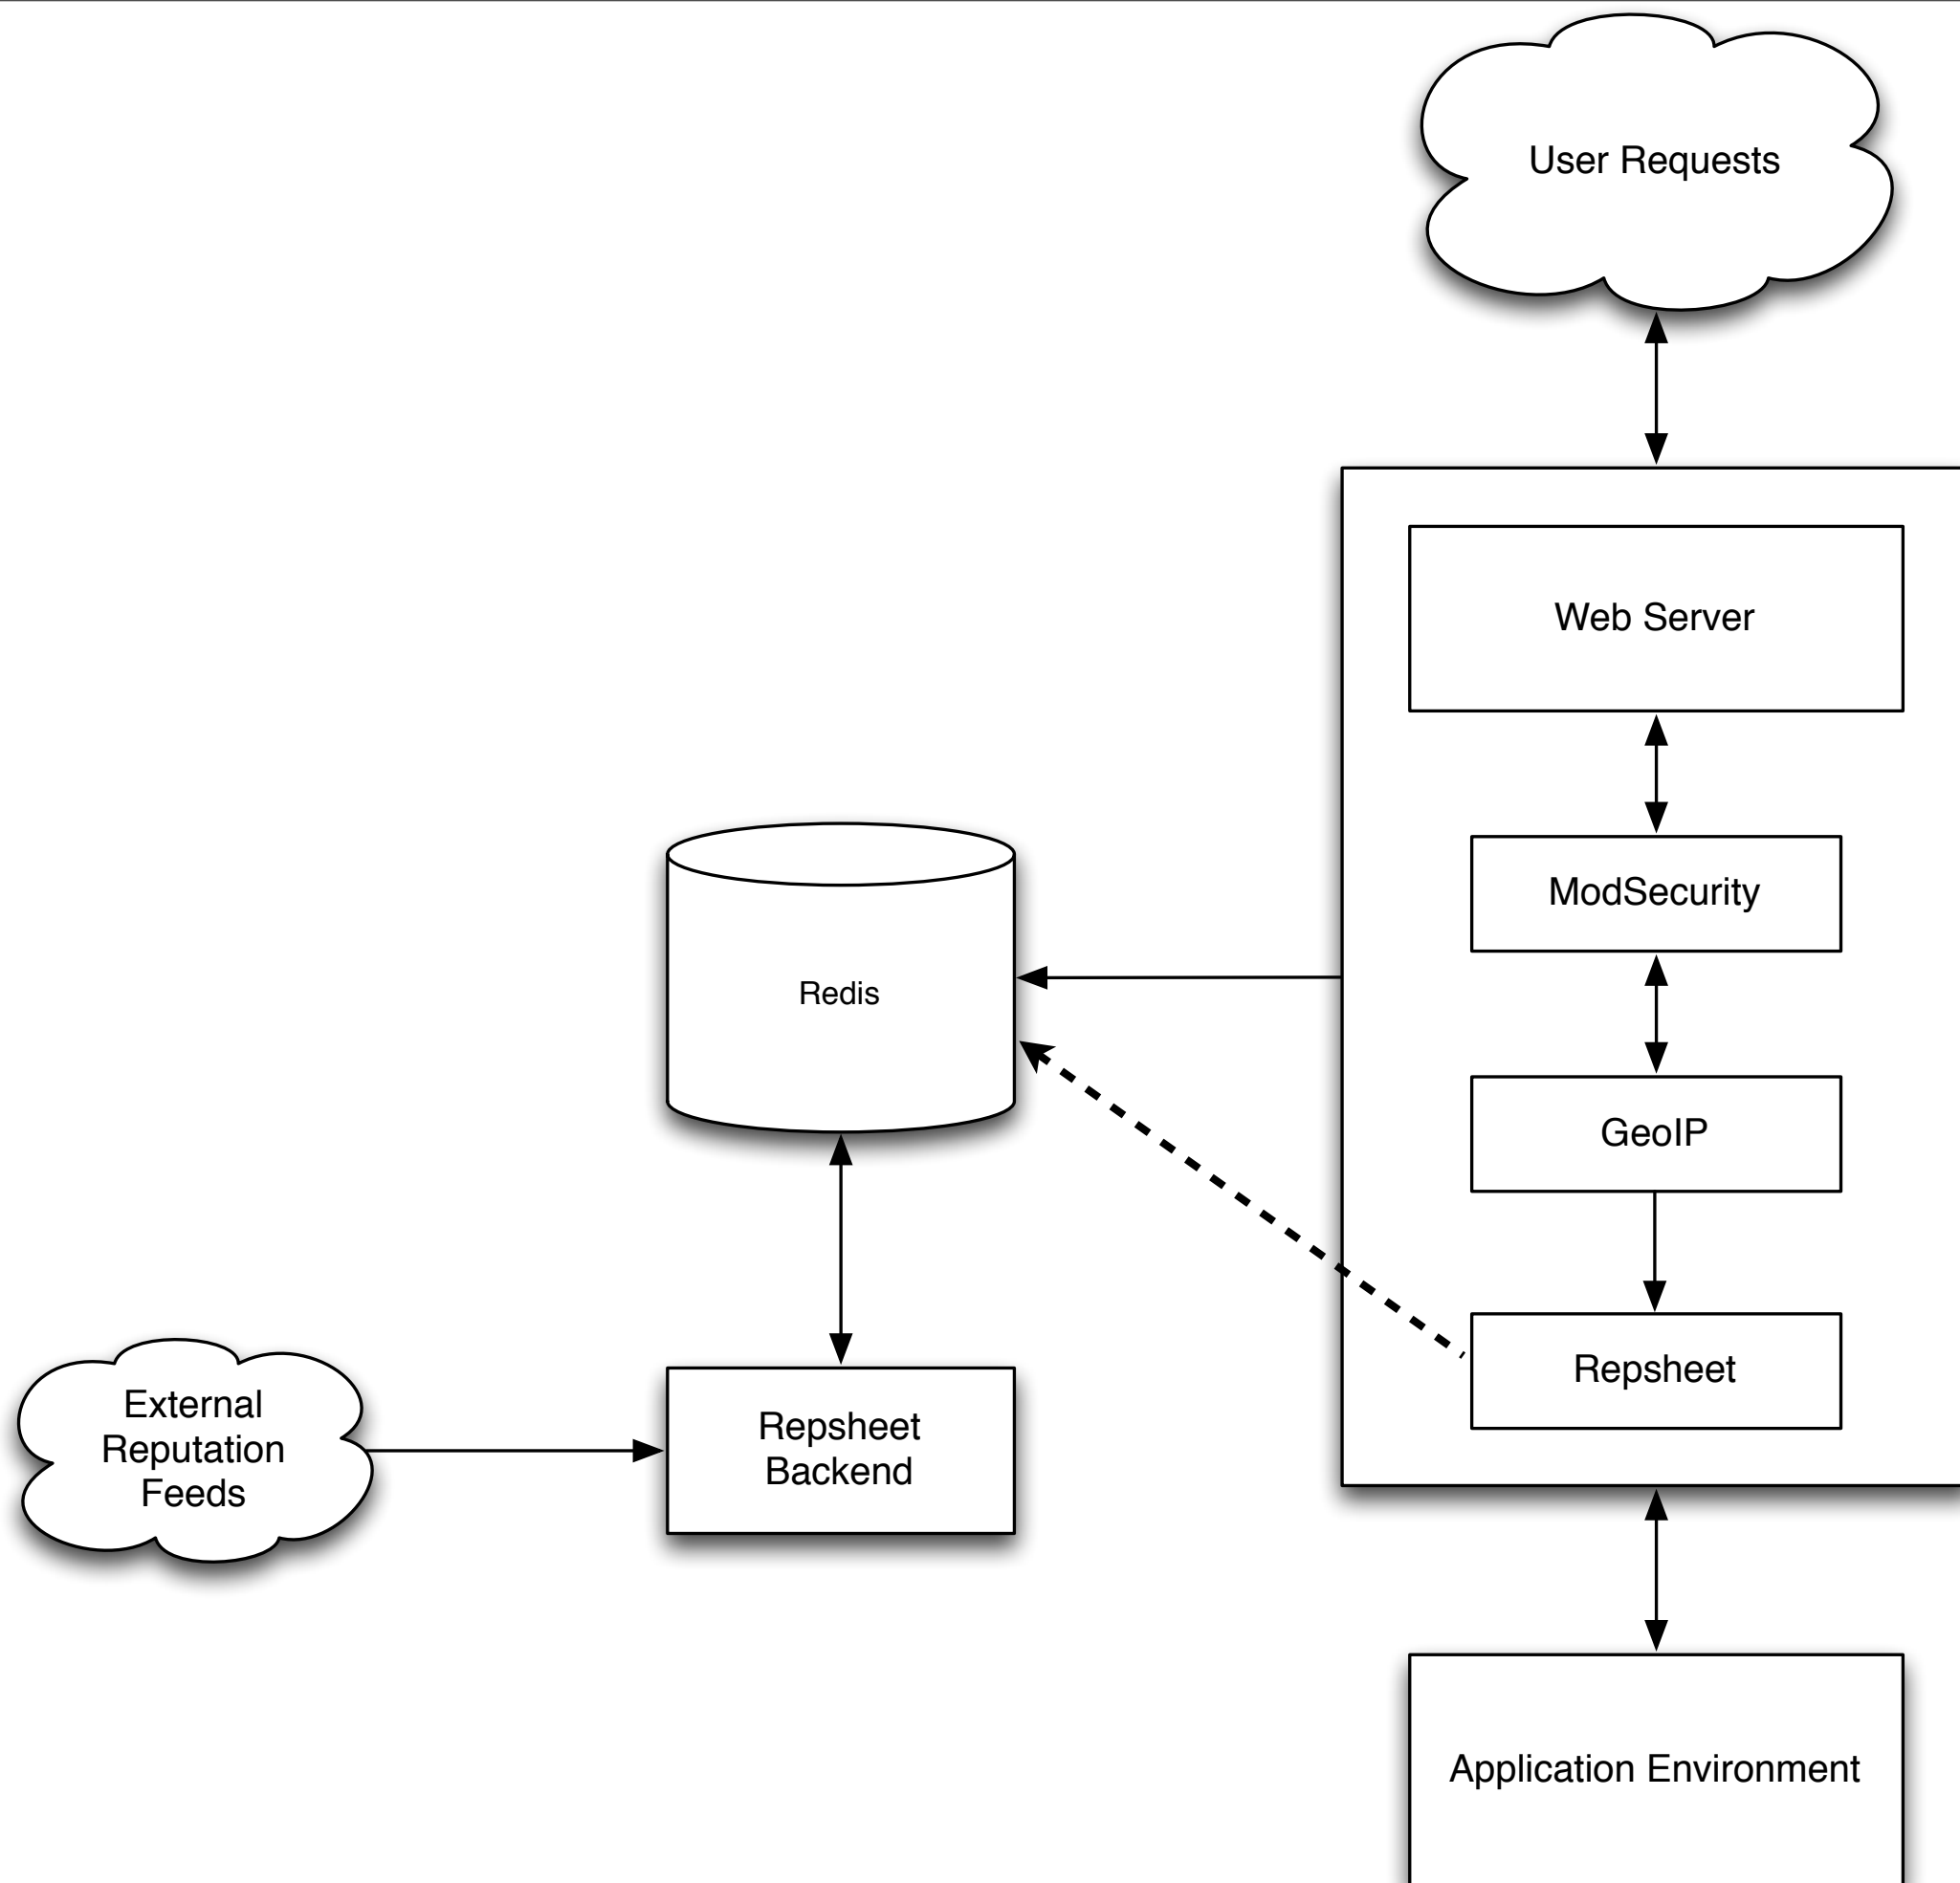 User Requests
Web Server
ModSecurity
Redis
GeoIP
Repsheet
External
Reputation
Feeds
Repsheet
Backend
Application Environment